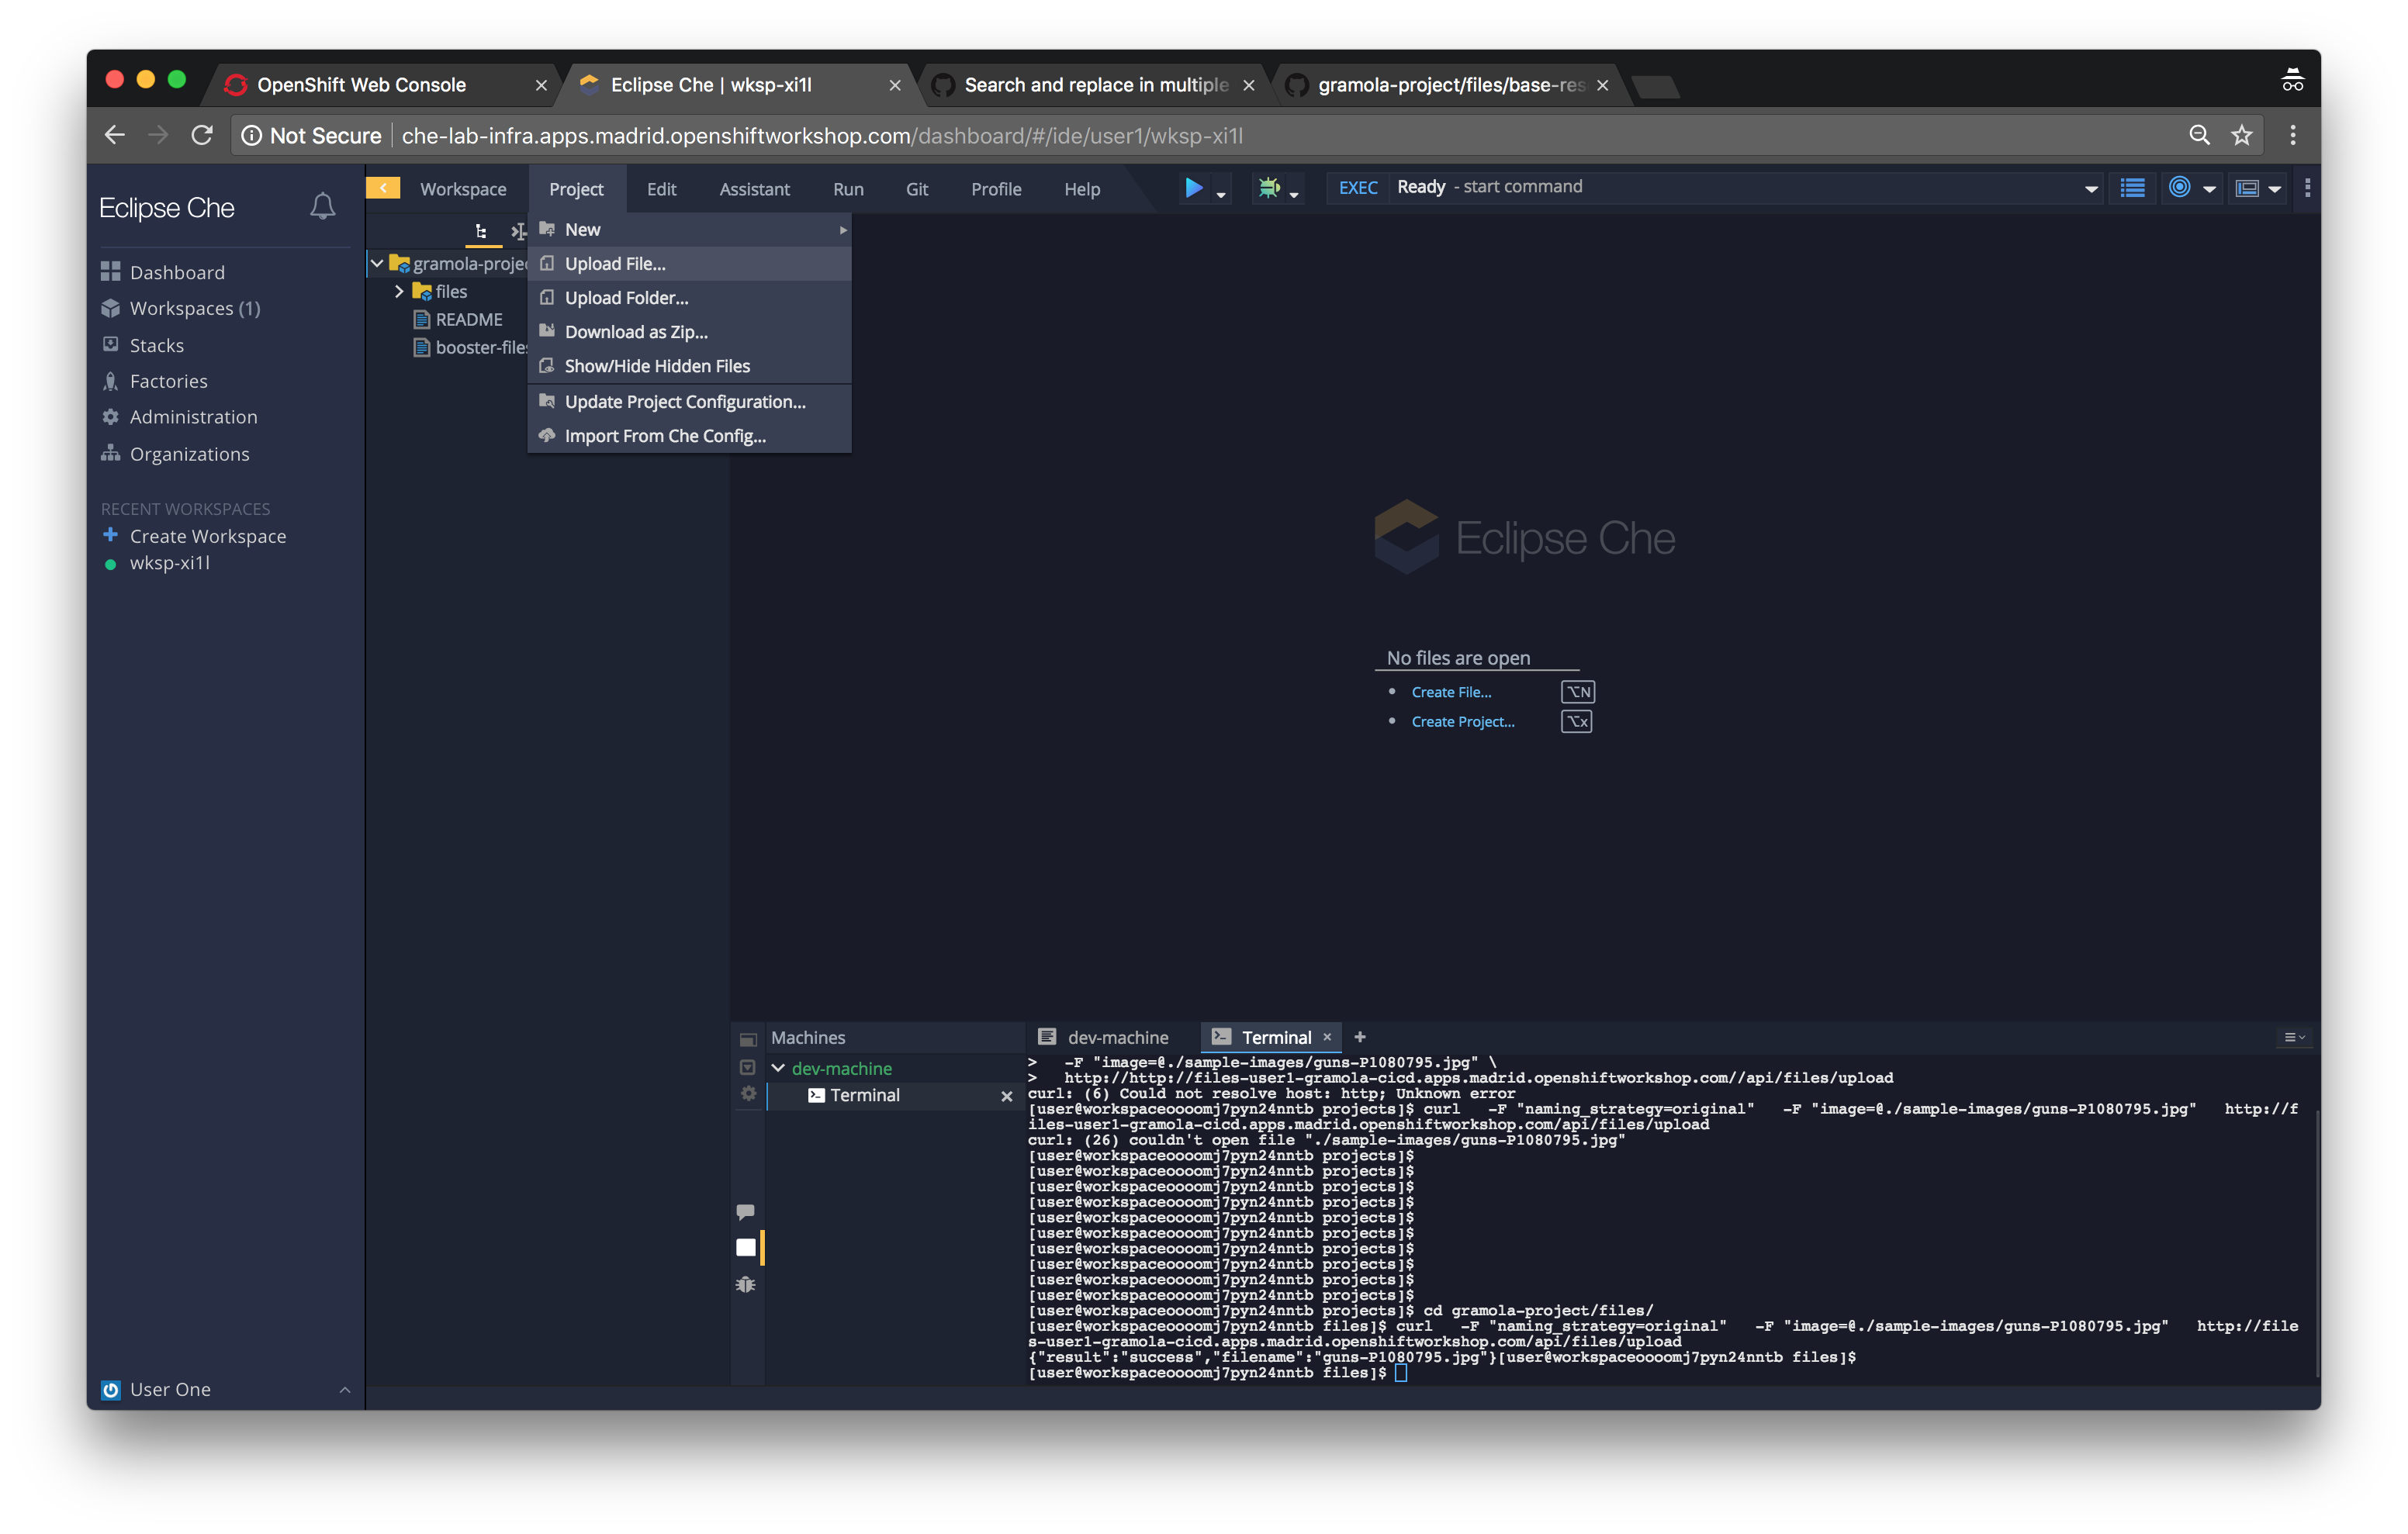 OpenShift Web Console
Eclipse Che | wksp-xi1l
Search and replace in multiple
gramola-project/files/base-res
Not Secure
che-lab-infra.apps.madrid.openshiftworkshop.com/dashboard/#/ide/user1/wksp-xi1l
Eclipse Che
Dashboard
Workspaces (1)
Stacks
Factories
Administration
Organizations
RECENT WORKSPACES
Create Workspace
wksp-xi1l
User One
Workspace
Project
Edit
Assistant
Run
Git
Profile
Help
EXEC
Ready - start command
gramola-projec
files
README
booster-files
New
Upload File...
Upload Folder...
Download as Zip...
Show/Hide Hidden Files
Update Project Configuration...
Import From Che Config...
Eclipse Che
No files are open
Create File...
⌥N
Create Project...
⌥x
Machines
dev-machine
Terminal
dev-machine
Terminal
>   -F "image=@./sample-images/guns-P1080795.jpg" \
>   http://http://files-user1-gramola-cicd.apps.madrid.openshiftworkshop.com//api/files/upload
curl: (6) Could not resolve host: http; Unknown error
[user@workspaceoooomj7pyn24nntb projects]$ curl   -F "naming_strategy=original"   -F "image=@./sample-images/guns-P1080795.jpg"   http://f
iles-user1-gramola-cicd.apps.madrid.openshiftworkshop.com/api/files/upload
curl: (26) couldn't open file "./sample-images/guns-P1080795.jpg"
[user@workspaceoooomj7pyn24nntb projects]$
[user@workspaceoooomj7pyn24nntb projects]$
[user@workspaceoooomj7pyn24nntb projects]$
[user@workspaceoooomj7pyn24nntb projects]$
[user@workspaceoooomj7pyn24nntb projects]$
[user@workspaceoooomj7pyn24nntb projects]$
[user@workspaceoooomj7pyn24nntb projects]$
[user@workspaceoooomj7pyn24nntb projects]$
[user@workspaceoooomj7pyn24nntb projects]$
[user@workspaceoooomj7pyn24nntb projects]$
[user@workspaceoooomj7pyn24nntb projects]$ cd gramola-project/files/
[user@workspaceoooomj7pyn24nntb files]$ curl   -F "naming_strategy=original"   -F "image=@./sample-images/guns-P1080795.jpg"   http://file
s-user1-gramola-cicd.apps.madrid.openshiftworkshop.com/api/files/upload
{"result":"success","filename":"guns-P1080795.jpg"}[user@workspaceoooomj7pyn24nntb files]$
[user@workspaceoooomj7pyn24nntb files]$